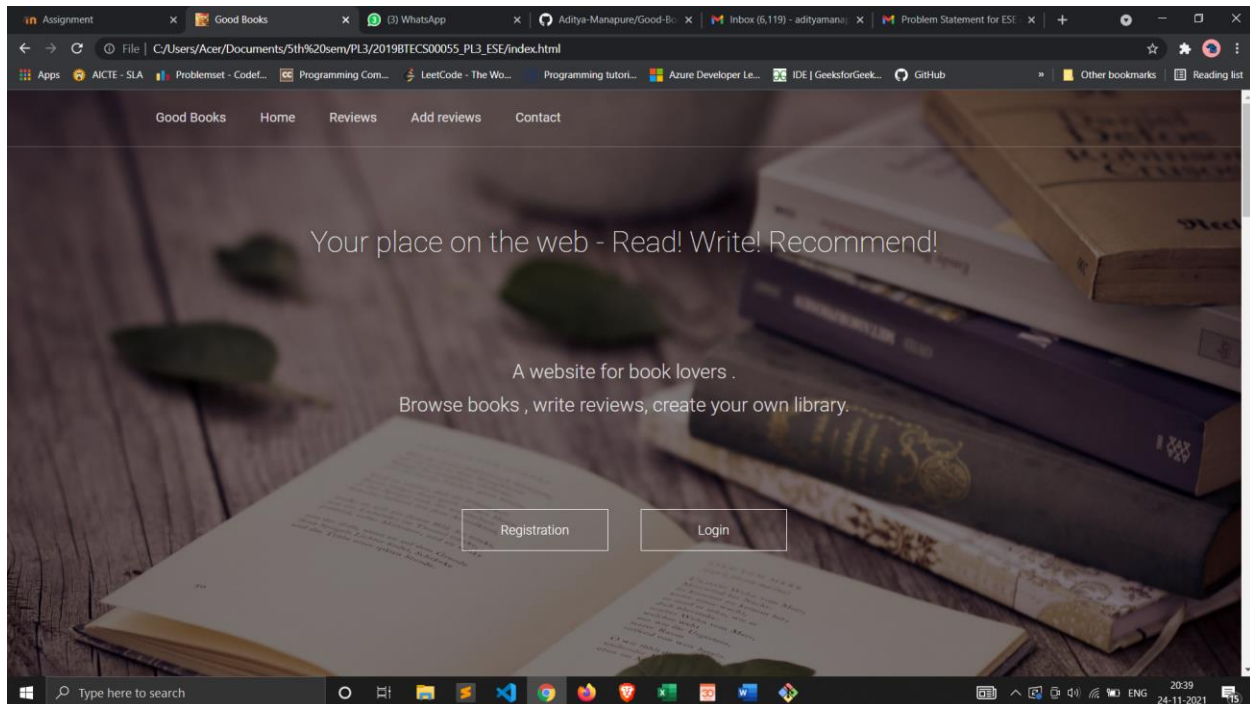 Assignment
Good Books
(3) WhatsApp
Aditya-Manapure/Good-Bo
Inbox (6,119) - adityamana
Problem Statement for ESE
File | C:/Users/Acer/Documents/5th%20sem/PL3/2019BTECS00055_PL3_ESE/index.html
Apps AICTE - SLA Problemset - Codef... Programming Com... LeetCode - The Wo... Programming tutori... Azure Developer Le... IDE | GeeksforGeek... GitHub » Other bookmarks Reading list
Good Books Home Reviews Add reviews Contact
Your place on the web - Read! Write! Recommend!
A website for book lovers .
Browse books , write reviews, create your own library.
Registration Login
Type here to search
ENG
20:39
24-11-2021
15